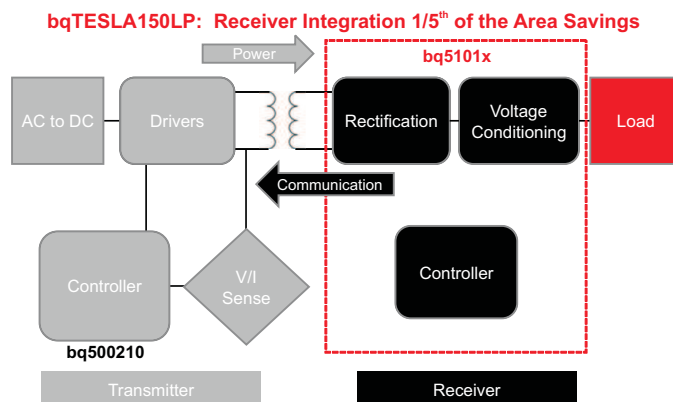 bqTESLA150LP: Receiver Integration 1/5th of the Area Savings
Power
bq5101x
AC to DC
Drivers
Rectification
Voltage
Conditioning
Load
Communication
Controller
V/I
Sense
Controller
bq500210
Transmitter
Receiver